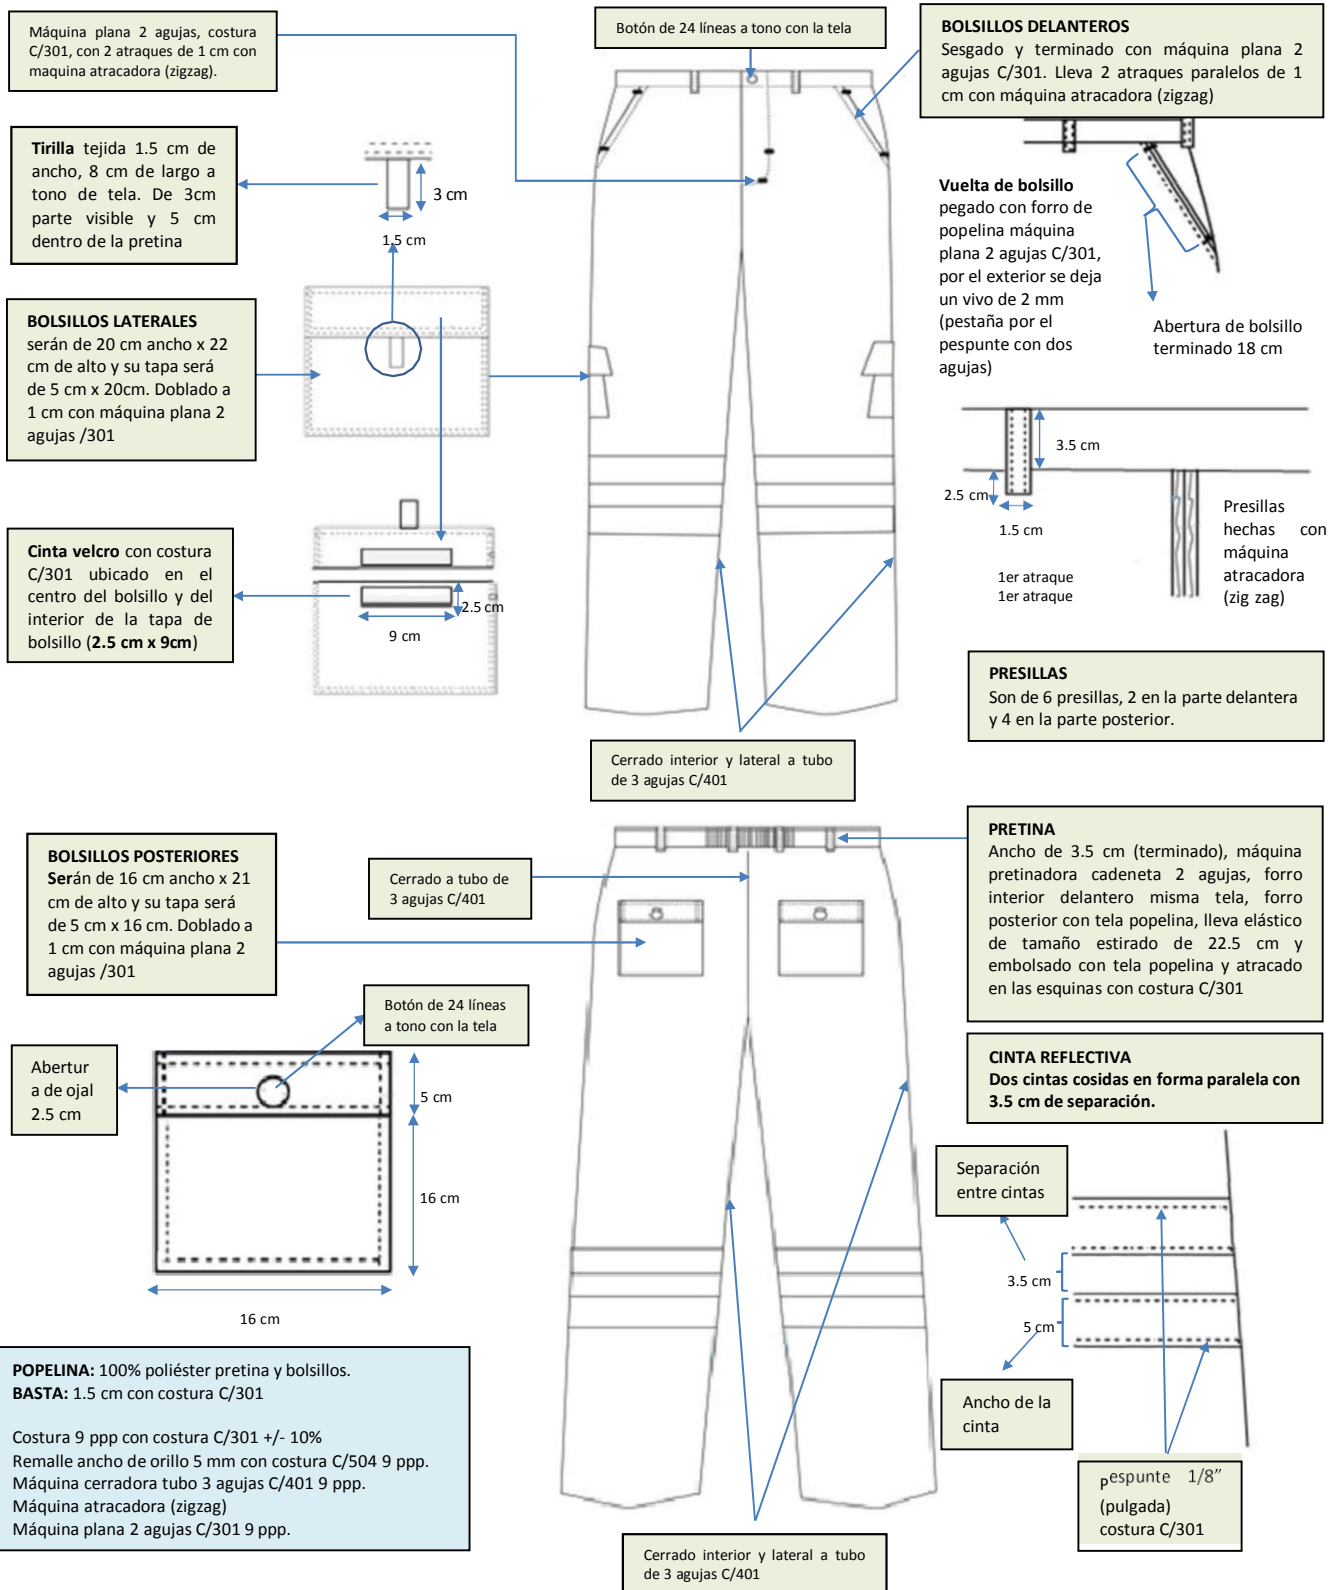 Máquina plana 2 agujas, costura
C/301, con 2 atraques de 1 cm con
maquina atracadora (zigzag).
Botón de 24 líneas a tono con la tela
BOLSILLOS DELANTEROS
Sesgado y terminado con máquina plana 2
agujas C/301. Lleva 2 atraques paralelos de 1
cm con máquina atracadora (zigzag)
Tirilla tejida 1.5 cm de
ancho, 8 cm de largo a
tono de tela. De 3cm
parte visible y 5 cm
dentro de la pretina
3 cm
1.5 cm
Vuelta de bolsillo
pegado con forro de
popelina máquina
plana 2 agujas C/301,
por el exterior se deja
un vivo de 2 mm
(pestaña por el
pespunte con dos
agujas)
Abertura de bolsillo
terminado 18 cm
BOLSILLOS LATERALES
serán de 20 cm ancho x 22
cm de alto y su tapa será
de 5 cm x 20cm. Doblado a
1 cm con máquina plana 2
agujas /301
3.5 cm
2.5 cm
1.5 cm
1er atraque
1er atraque
Presillas
hechas con
máquina
atracadora
(zig zag)
Cinta velcro con costura
C/301 ubicado en el
centro del bolsillo y del
interior de la tapa de
bolsillo (2.5 cm x 9cm)
2.5 cm
9 cm
PRESILLAS
Son de 6 presillas, 2 en la parte delantera
y 4 en la parte posterior.
Cerrado interior y lateral a tubo
de 3 agujas C/401
BOLSILLOS POSTERIORES
Serán de 16 cm ancho x 21
cm de alto y su tapa será
de 5 cm x 16 cm. Doblado a
1 cm con máquina plana 2
agujas /301
Cerrado a tubo de
3 agujas C/401
PRETINA
Ancho de 3.5 cm (terminado), máquina
pretinadora cadeneta 2 agujas, forro
interior delantero misma tela, forro
posterior con tela popelina, lleva elástico
de tamaño estirado de 22.5 cm y
embolsado con tela popelina y atracado
en las esquinas con costura C/301
Botón de 24 líneas
a tono con la tela
Abertur
a de ojal
2.5 cm
5 cm
16 cm
16 cm
CINTA REFLECTIVA
Dos cintas cosidas en forma paralela con
3.5 cm de separación.
Separación
entre cintas
3.5 cm
5 cm
Ancho de la
cinta
Pespunte 1/8”
(pulgada)
costura C/301
POPELINA: 100% poliéster pretina y bolsillos.
BASTA: 1.5 cm con costura C/301
Costura 9 ppp con costura C/301 +/- 10%
Remalle ancho de orillo 5 mm con costura C/504 9 ppp.
Máquina cerradora tubo 3 agujas C/401 9 ppp.
Máquina atracadora (zigzag)
Máquina plana 2 agujas C/301 9 ppp.
Cerrado interior y lateral a tubo
de 3 agujas C/401